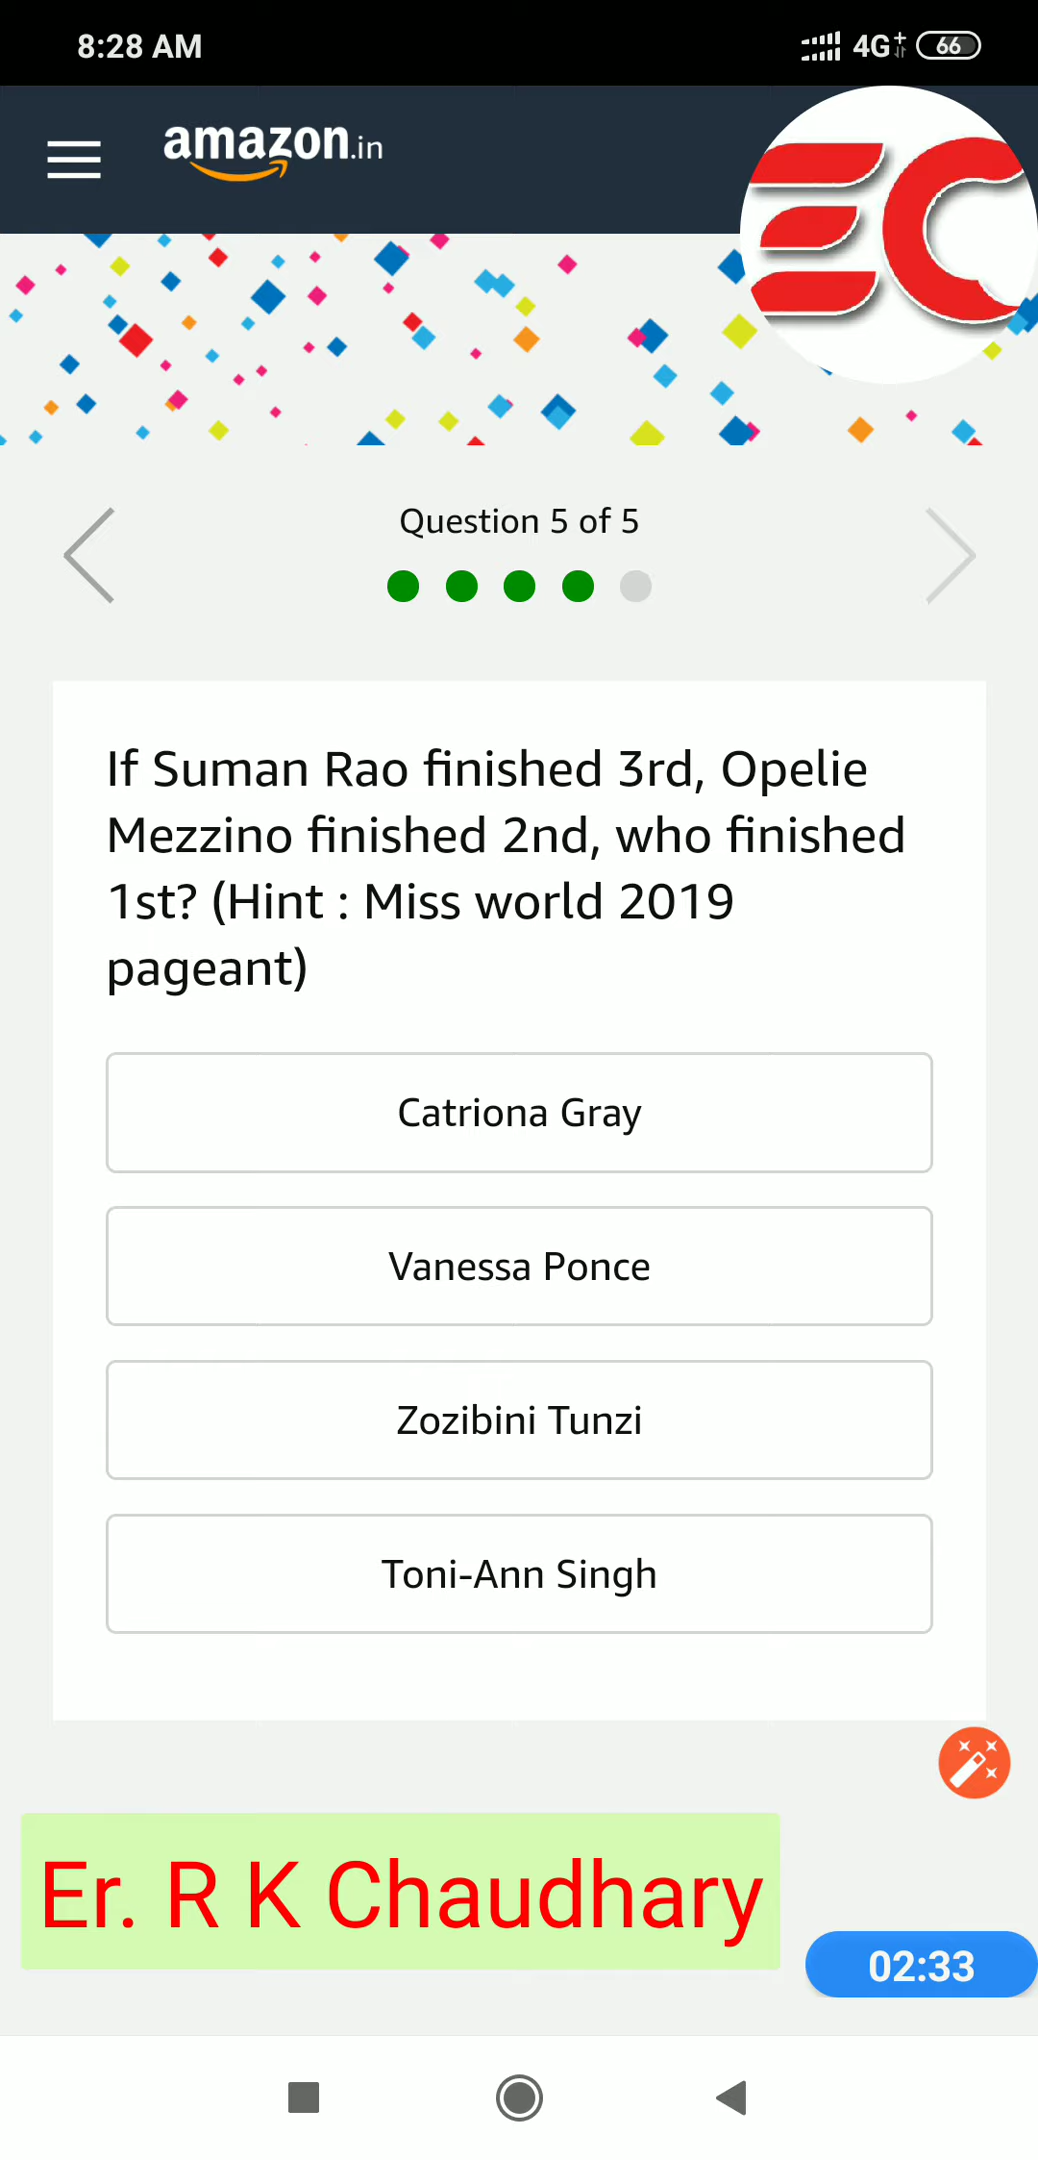 8:28 AM
4G+ 66
amazon.in
EC
Question 5 of 5
If Suman Rao finished 3rd, Opelie
Mezzino finished 2nd, who finished
1st? (Hint : Miss world 2019
pageant)
Catriona Gray
Vanessa Ponce
Zozibini Tunzi
Toni-Ann Singh
Er. R K Chaudhary
02:33